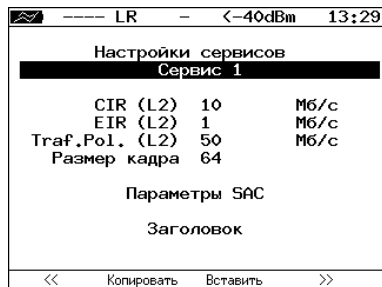 ---- LR – <-40dBm 13:29
Настройки сервисов
Сервис 1
CIR (L2) 10 Мб/с
EIR (L2) 1 Мб/с
Traf.Pol. (L2) 50 Мб/с
Размер кадра 64
Параметры SAC
Заголовок
<< Копировать Вставить >>